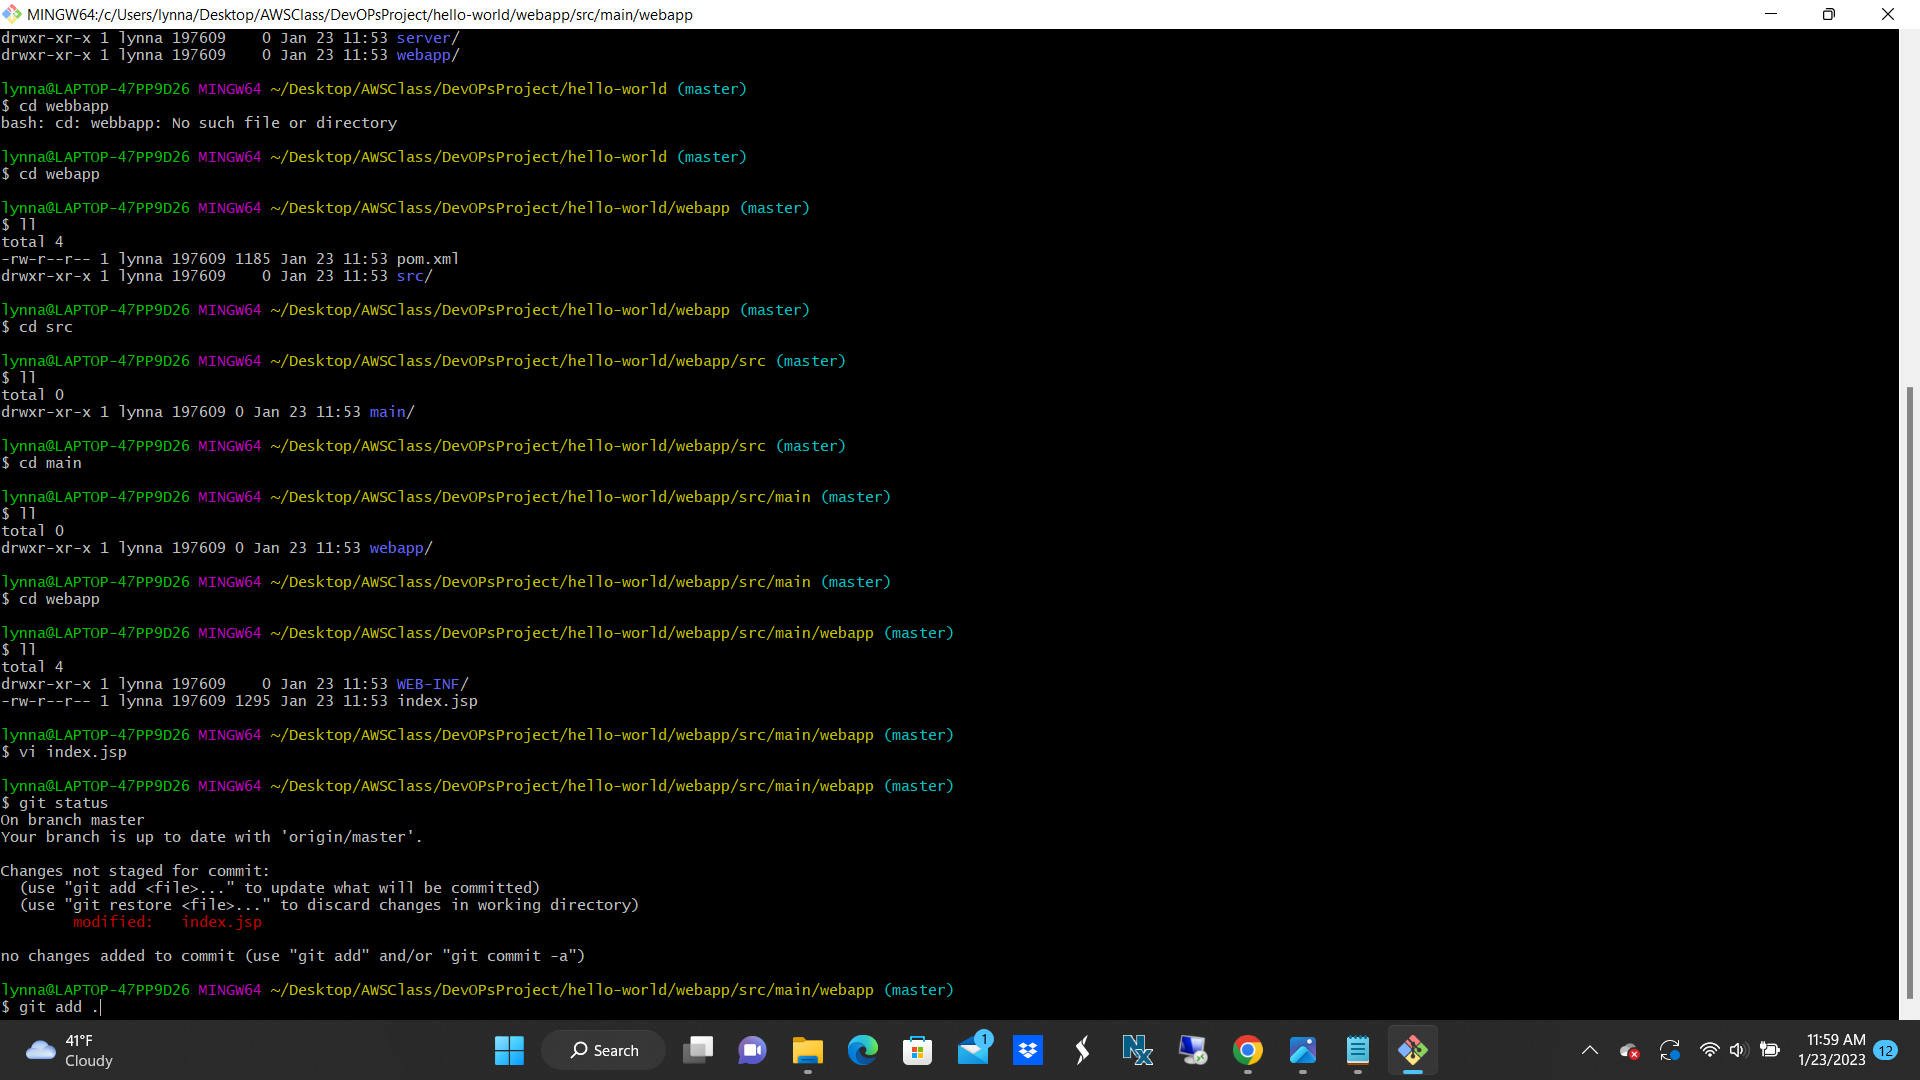 MINGW64:/c/Users/lynna/Desktop/AWSClass/DevOPsProject/hello-world/webapp/src/main/webapp
drwxr-xr-x 1 lynna 197609    0 Jan 23 11:53 server/
drwxr-xr-x 1 lynna 197609    0 Jan 23 11:53 webapp/
lynna@LAPTOP-47PP9D26 MINGW64 ~/Desktop/AWSClass/DevOPsProject/hello-world (master)
$ cd webbapp
bash: cd: webbapp: No such file or directory
lynna@LAPTOP-47PP9D26 MINGW64 ~/Desktop/AWSClass/DevOPsProject/hello-world (master)
$ cd webapp
lynna@LAPTOP-47PP9D26 MINGW64 ~/Desktop/AWSClass/DevOPsProject/hello-world/webapp (master)
$ ll
total 4
-rw-r--r-- 1 lynna 197609 1185 Jan 23 11:53 pom.xml
drwxr-xr-x 1 lynna 197609    0 Jan 23 11:53 src/
lynna@LAPTOP-47PP9D26 MINGW64 ~/Desktop/AWSClass/DevOPsProject/hello-world/webapp (master)
$ cd src
lynna@LAPTOP-47PP9D26 MINGW64 ~/Desktop/AWSClass/DevOPsProject/hello-world/webapp/src (master)
$ ll
total 0
drwxr-xr-x 1 lynna 197609 0 Jan 23 11:53 main/
lynna@LAPTOP-47PP9D26 MINGW64 ~/Desktop/AWSClass/DevOPsProject/hello-world/webapp/src (master)
$ cd main
lynna@LAPTOP-47PP9D26 MINGW64 ~/Desktop/AWSClass/DevOPsProject/hello-world/webapp/src/main (master)
$ ll
total 0
drwxr-xr-x 1 lynna 197609 0 Jan 23 11:53 webapp/
lynna@LAPTOP-47PP9D26 MINGW64 ~/Desktop/AWSClass/DevOPsProject/hello-world/webapp/src/main (master)
$ cd webapp
lynna@LAPTOP-47PP9D26 MINGW64 ~/Desktop/AWSClass/DevOPsProject/hello-world/webapp/src/main/webapp (master)
$ ll
total 4
drwxr-xr-x 1 lynna 197609    0 Jan 23 11:53 WEB-INF/
-rw-r--r-- 1 lynna 197609 1295 Jan 23 11:53 index.jsp
lynna@LAPTOP-47PP9D26 MINGW64 ~/Desktop/AWSClass/DevOPsProject/hello-world/webapp/src/main/webapp (master)
$ vi index.jsp
lynna@LAPTOP-47PP9D26 MINGW64 ~/Desktop/AWSClass/DevOPsProject/hello-world/webapp/src/main/webapp (master)
$ git status
On branch master
Your branch is up to date with 'origin/master'.
Changes not staged for commit:
  (use "git add <file>..." to update what will be committed)
  (use "git restore <file>..." to discard changes in working directory)
        modified:   index.jsp
no changes added to commit (use "git add" and/or "git commit -a")
lynna@LAPTOP-47PP9D26 MINGW64 ~/Desktop/AWSClass/DevOPsProject/hello-world/webapp/src/main/webapp (master)
$ git add .
41°F
Cloudy
Search
1
11:59 AM
1/23/2023
12